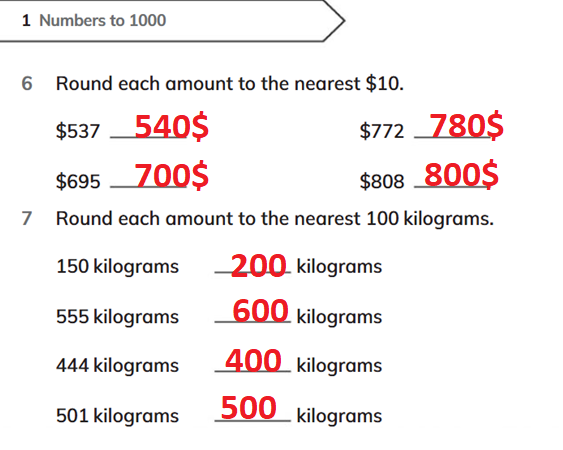 1 Numbers to 1000
6 Round each amount to the nearest $10.
$537 540$ $772 780$
$695 700$ $808 800$
7 Round each amount to the nearest 100 kilograms.
150 kilograms 200 kilograms
555 kilograms 600 kilograms
444 kilograms 400 kilograms
501 kilograms 500 kilograms